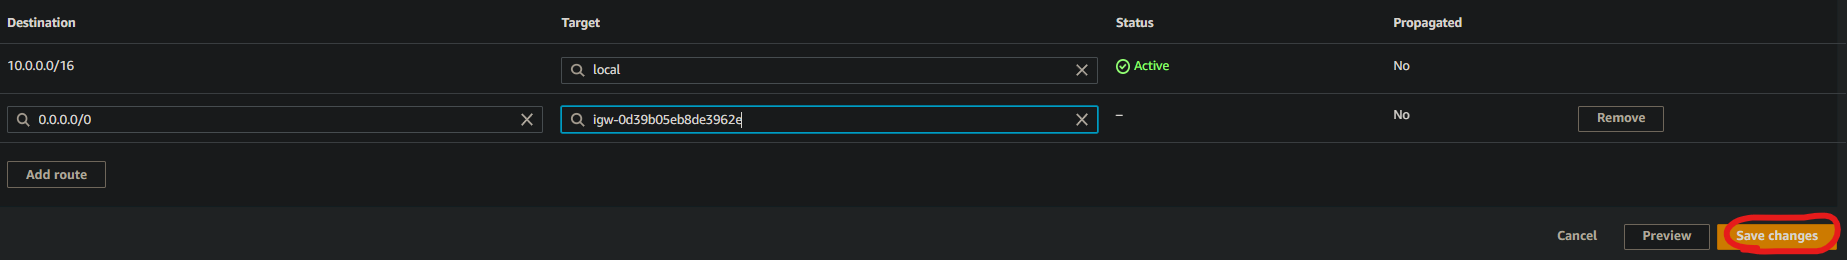 Destination Target Status Propagated
10.0.0.0/16 local Active No
0.0.0.0/0 igw-0d39b05eb8de3962e – No Remove
Add route
Cancel Preview Save changes